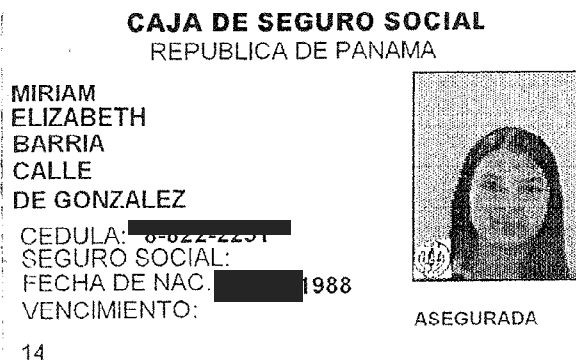 CAJA DE SEGURO SOCIAL
REPUBLICA DE PANAMA
MIRIAM
ELIZABETH
BARRIA
CALLE
DE GONZALEZ
CEDULA:
SEGURO SOCIAL:
FECHA DE NAC. 1988
VENCIMIENTO:
ASEGURADA
14